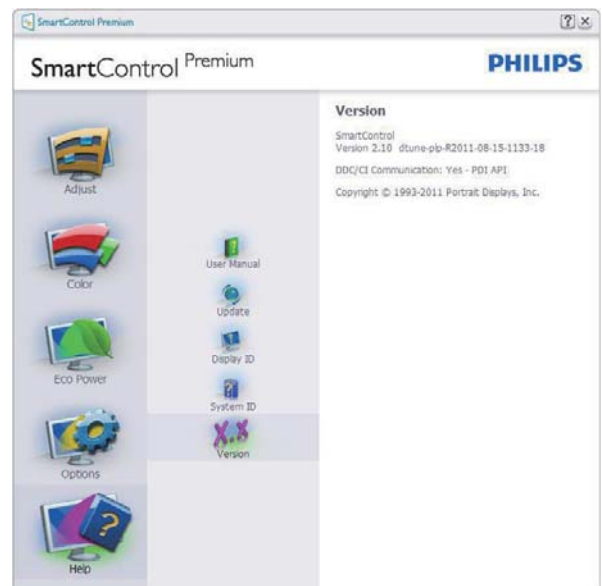 SmartControl Premium
SmartControl Premium
PHILIPS
Adjust
Color
Eco Power
Options
Help
User Manual
Update
Display ID
System ID
X.X
Version
Version
SmartControl
Version 2.10 dtune-plp-R2011-08-15-1133-18
DDC/CI Communication: Yes - PDI API
Copyright © 1993-2011 Portrait Displays, Inc.